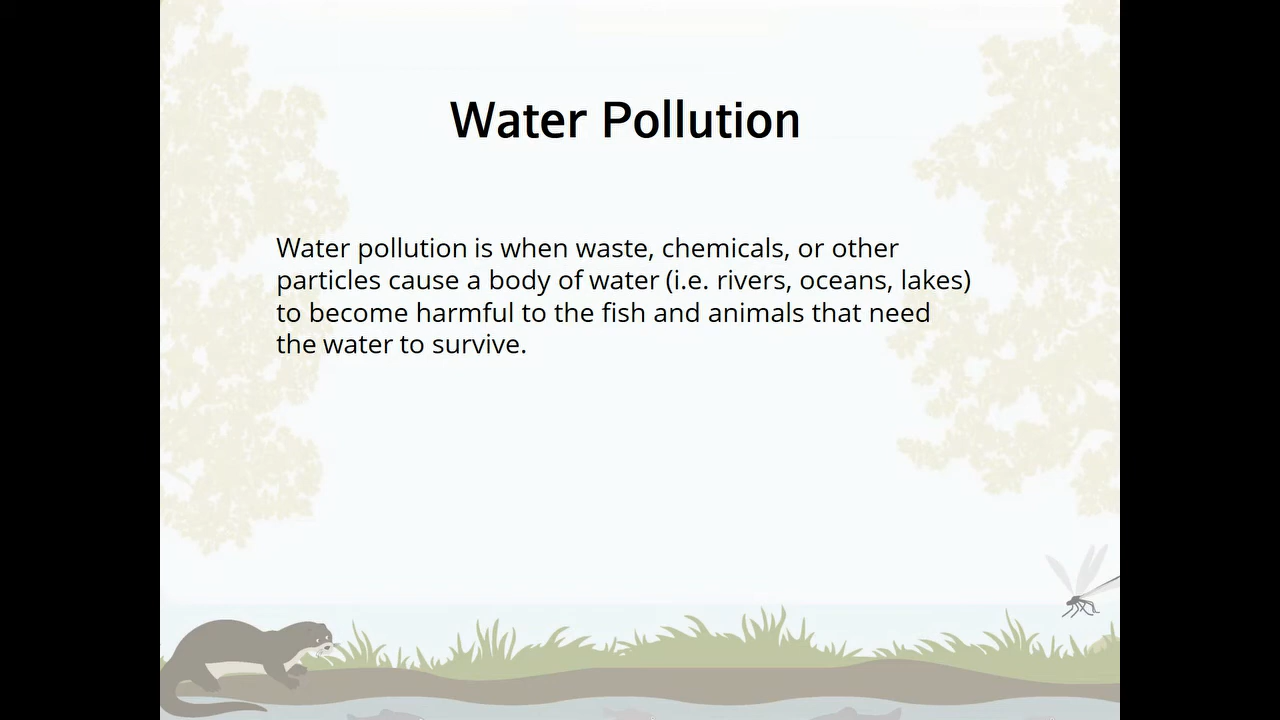 Water Pollution
Water pollution is when waste, chemicals, or other
particles cause a body of water (i.e. rivers, oceans, lakes)
to become harmful to the fish and animals that need
the water to survive.